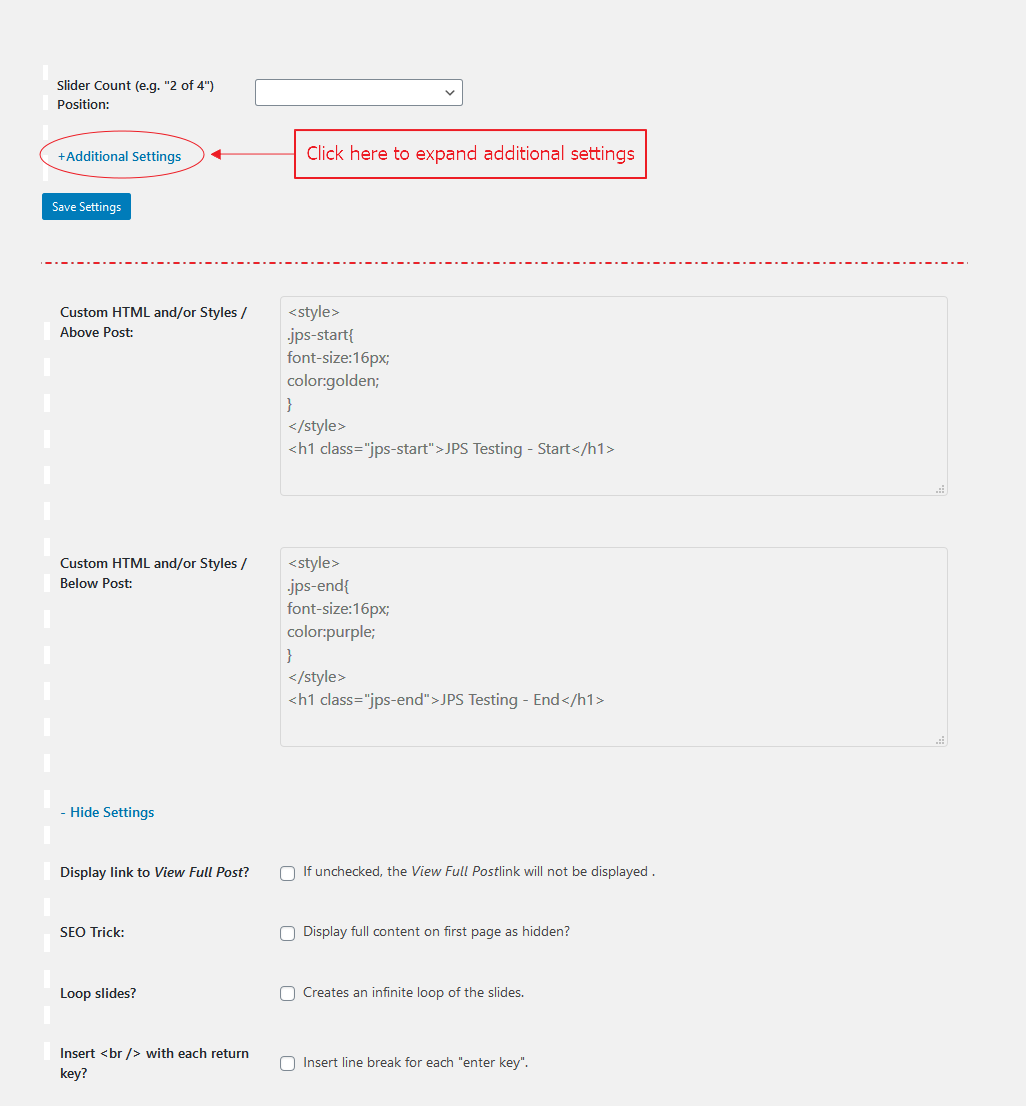 Slider Count (e.g. "2 of 4")
Position:
+Additional Settings
Click here to expand additional settings
Save Settings
Custom HTML and/or Styles /
Above Post:
<style>
.jps-start{
font-size:16px;
color:golden;
}
</style>
<h1 class="jps-start">JPS Testing - Start</h1>
Custom HTML and/or Styles /
Below Post:
<style>
.jps-end{
font-size:16px;
color:purple;
}
</style>
<h1 class="jps-end">JPS Testing - End</h1>
- Hide Settings
Display link to View Full Post?
If unchecked, the View Full Postlink will not be displayed .
SEO Trick:
Display full content on first page as hidden?
Loop slides?
Creates an infinite loop of the slides.
Insert <br /> with each return
key?
Insert line break for each "enter key".